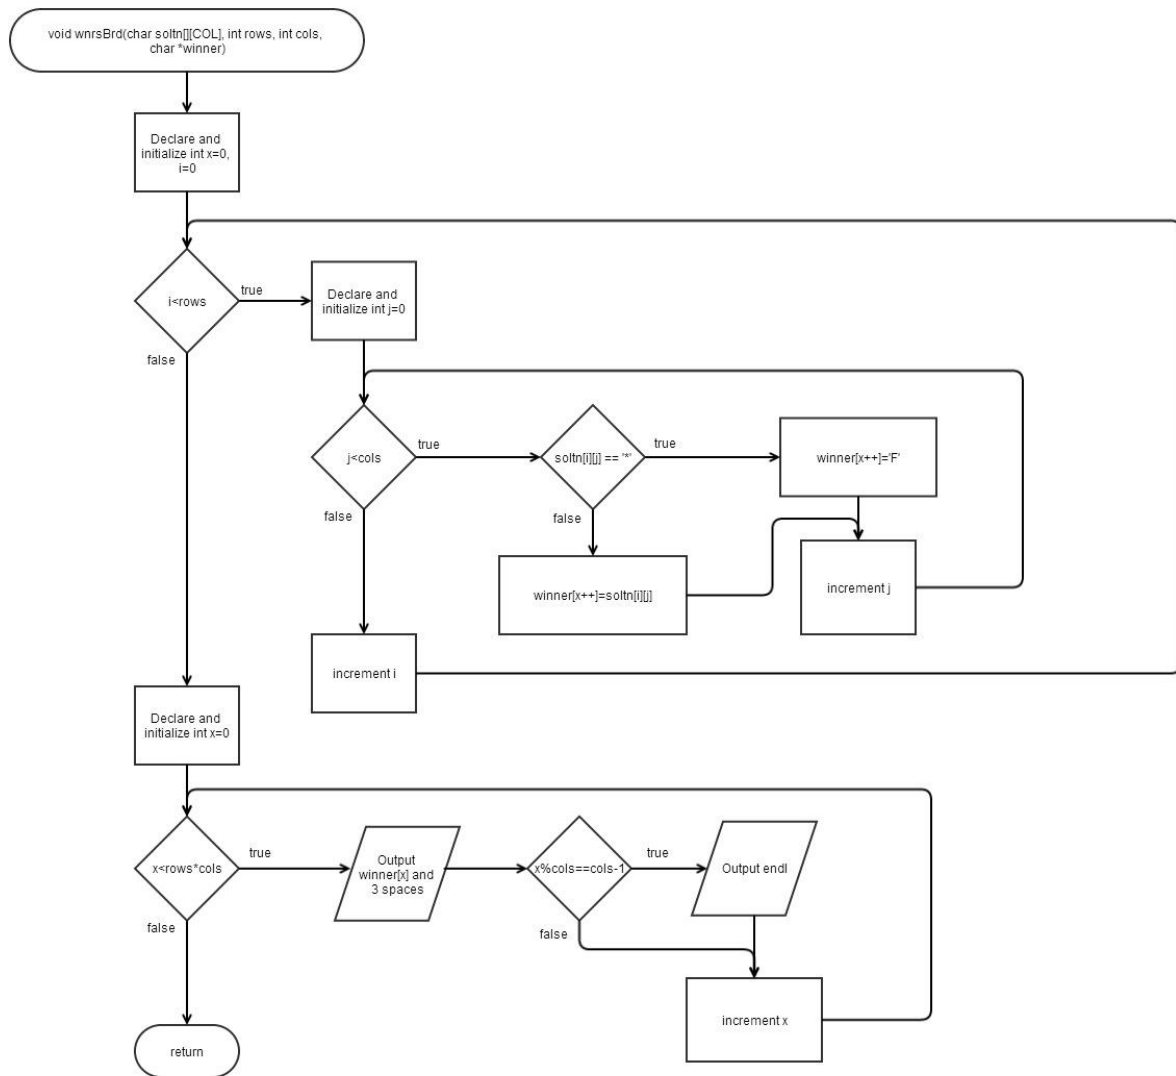 void wnrsBrd(char soltn[][COL], int rows, int cols,
char *winner)
Declare and
initialize int x=0,
i=0
i<rows
true
Declare and
initialize int j=0
false
j<cols
true
soltn[i][j] == '*'
true
winner[x++]='F'
false
false
winner[x++]=soltn[i][j]
increment j
increment i
Declare and
initialize int x=0
x<rows*cols
true
Output
winner[x] and
3 spaces
x%cols==cols-1
true
Output endl
false
false
increment x
return